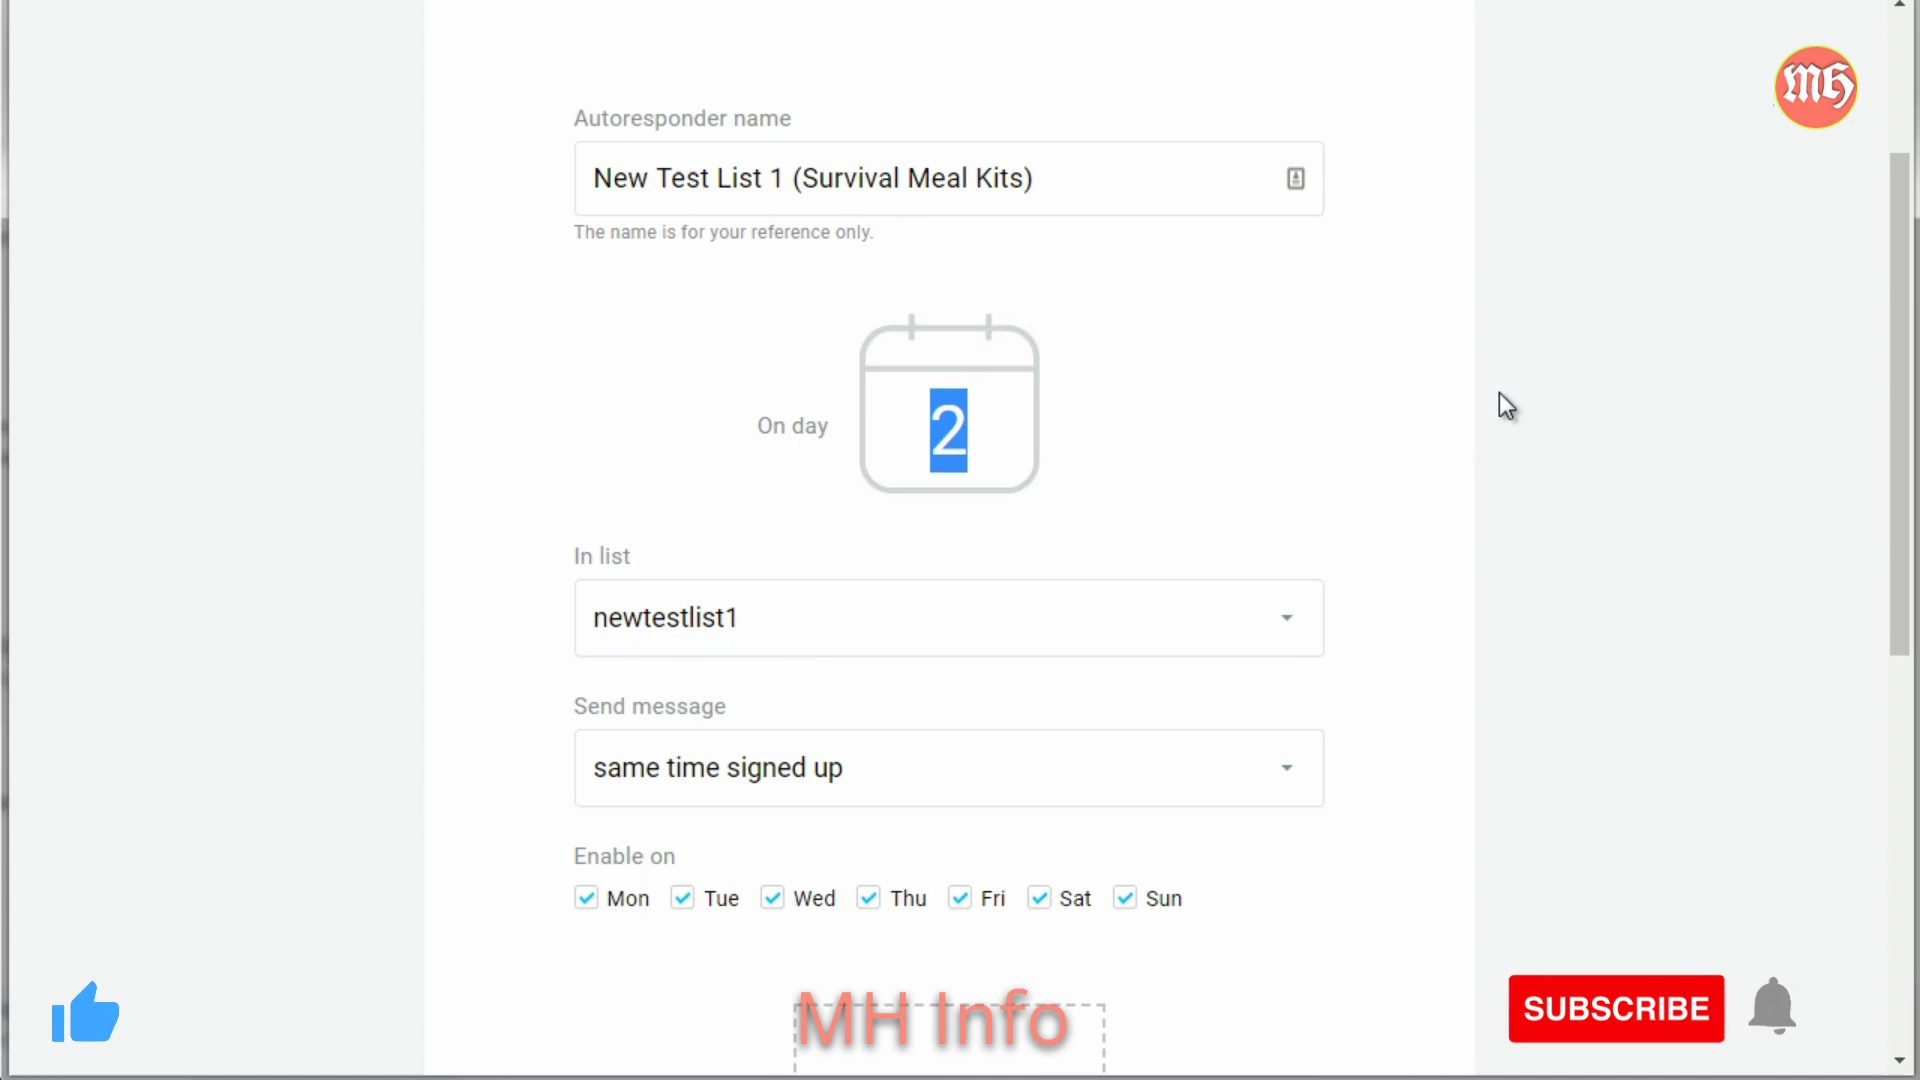 MH
Autoresponder name
New Test List 1 (Survival Meal Kits)
The name is for your reference only.
On day
2
In list
newtestlist1
Send message
same time signed up
Enable on
Mon Tue Wed Thu Fri Sat Sun
MH Info
SUBSCRIBE